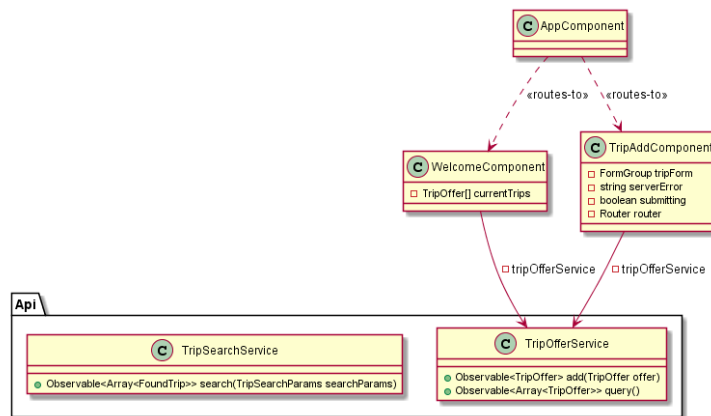 C AppComponent
«routes-to»
«routes-to»
C WelcomeComponent
TripOffer[] currentTrips
C TripAddComponent
FormGroup tripForm
string serverError
boolean submitting
Router router
tripOfferService
tripOfferService
Api
C TripSearchService
Observable<Array<FoundTrip>> search(TripSearchParams searchParams)
C TripOfferService
Observable<TripOffer> add(TripOffer offer)
Observable<Array<TripOffer>> query()